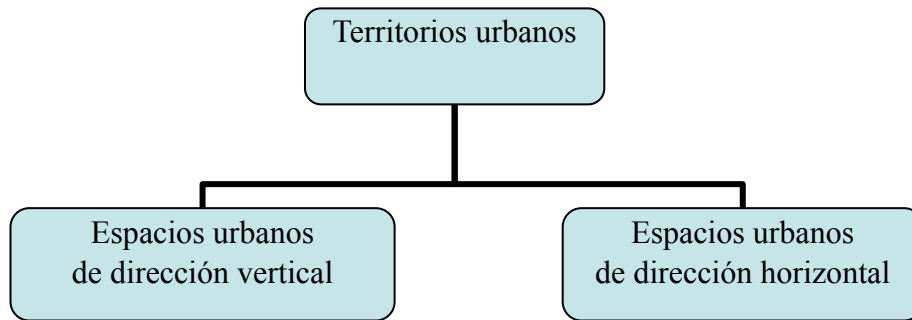 Territorios urbanos
Espacios urbanos
de dirección vertical
Espacios urbanos
de dirección horizontal